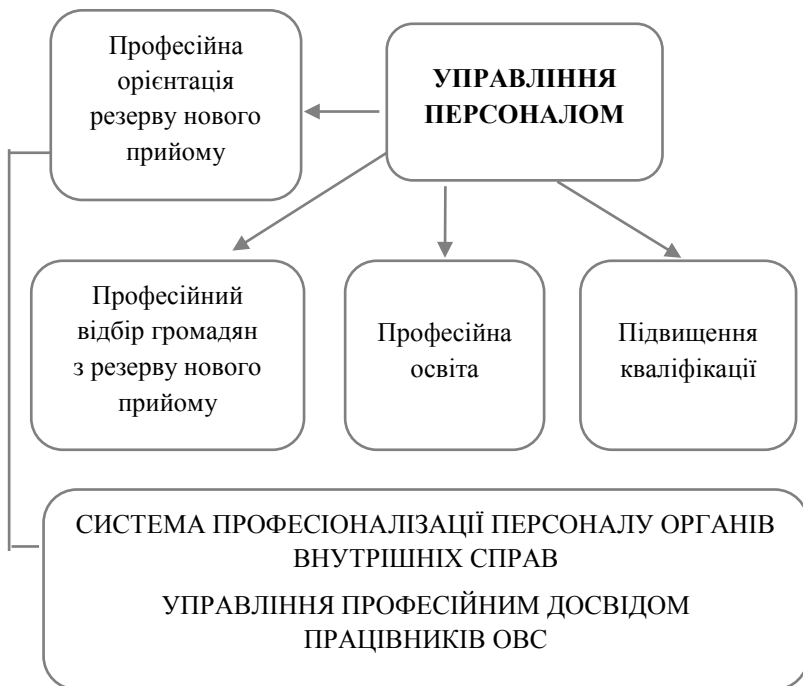 Професійна
орієнтація
резерву нового
прийому
УПРАВЛІННЯ
ПЕРСОНАЛОМ
Професійний
відбір громадян
з резерву нового
прийому
Професійна
освіта
Підвищення
кваліфікації
СИСТЕМА ПРОФЕСІОНАЛІЗАЦІЇ ПЕРСОНАЛУ ОРГАНІВ
ВНУТРІШНІХ СПРАВ
УПРАВЛІННЯ ПРОФЕСІЙНИМ ДОСВІДОМ
ПРАЦІВНИКІВ ОВС